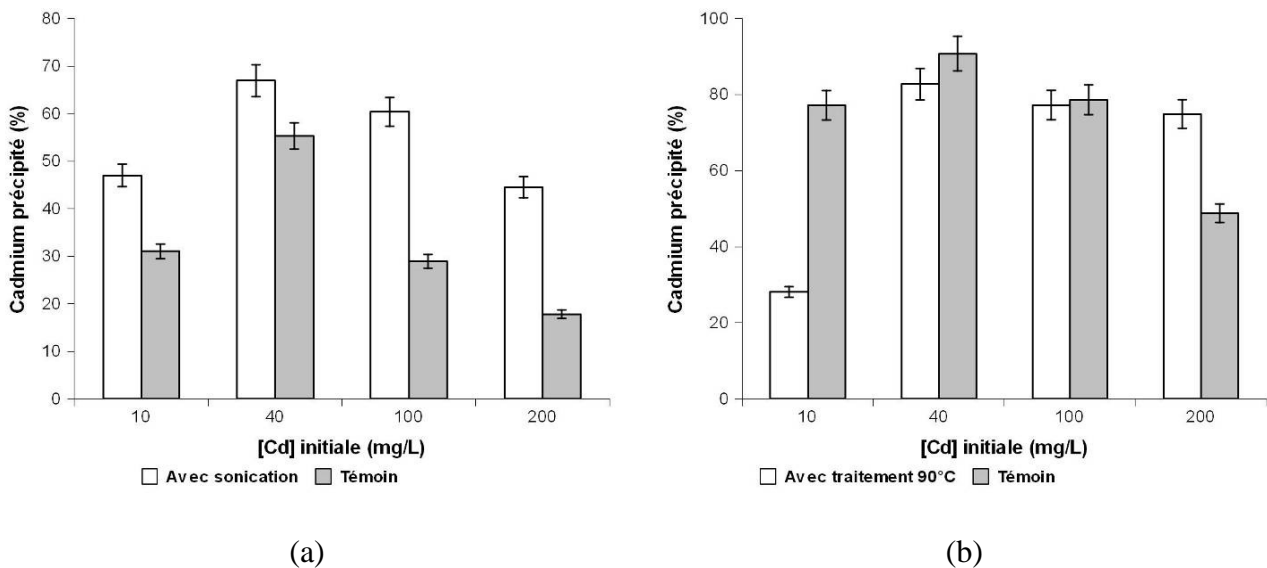 80
70
60
50
40
30
20
10
0
Cadmium précipité (%)
10 40 100 200
[Cd] initiale (mg/L)
Avec sonication Témoin
(a)
100
80
60
40
20
0
Cadmium précipité (%)
10 40 100 200
[Cd] initiale (mg/L)
Avec traitement 90°C Témoin
(b)